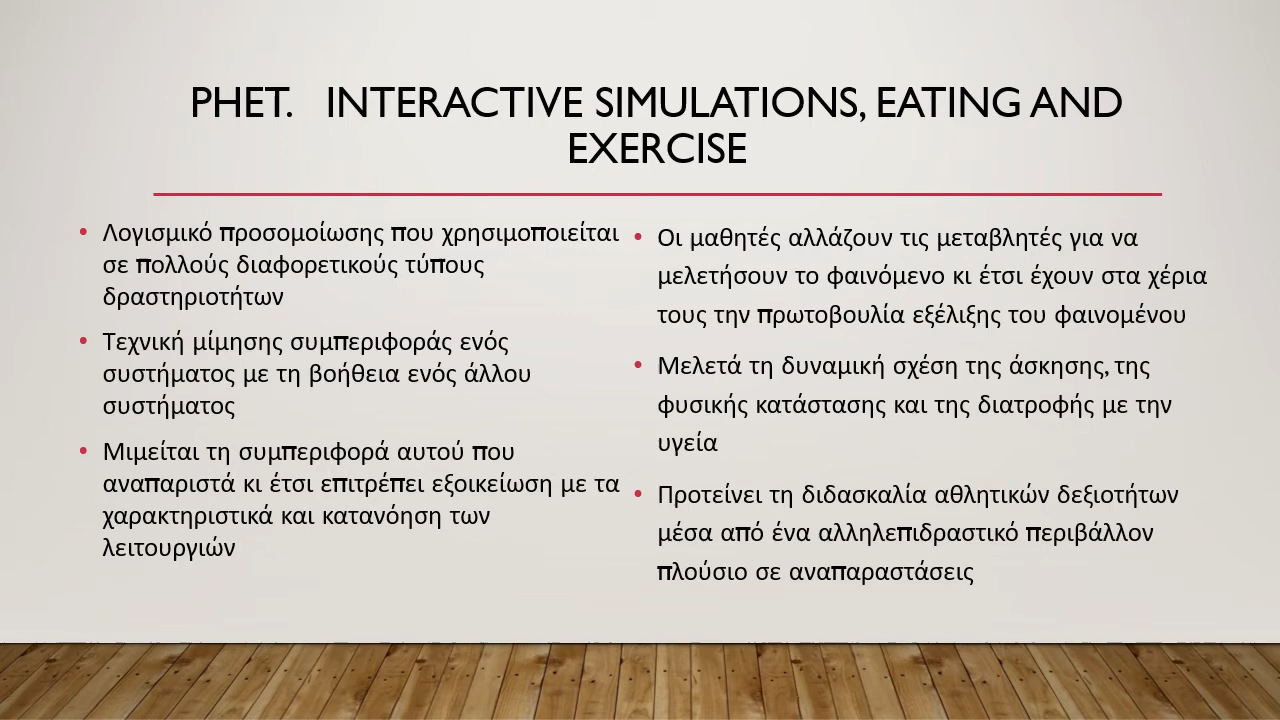 PHET. INTERACTIVE SIMULATIONS, EATING AND
EXERCISE
• Λογισμικό προσομοίωσης που χρησιμοποιείται
σε πολλούς διαφορετικούς τύπους
δραστηριοτήτων
• Τεχνική μίμησης συμπεριφοράς ενός
συστήματος με τη βοήθεια ενός άλλου
συστήματος
• Μιμείται τη συμπεριφορά αυτού που
αναπαριστά κι έτσι επιτρέπει εξοικείωση με τα
χαρακτηριστικά και κατανόηση των
λειτουργιών
• Οι μαθητές αλλάζουν τις μεταβλητές για να
μελετήσουν το φαινόμενο κι έτσι έχουν στα χέρια
τους την πρωτοβουλία εξέλιξης του φαινομένου
• Μελετά τη δυναμική σχέση της άσκησης, της
φυσικής κατάστασης και της διατροφής με την
υγεία
• Προτείνει τη διδασκαλία αθλητικών δεξιοτήτων
μέσα από ένα αλληλεπιδραστικό περιβάλλον
πλούσιο σε αναπαραστάσεις